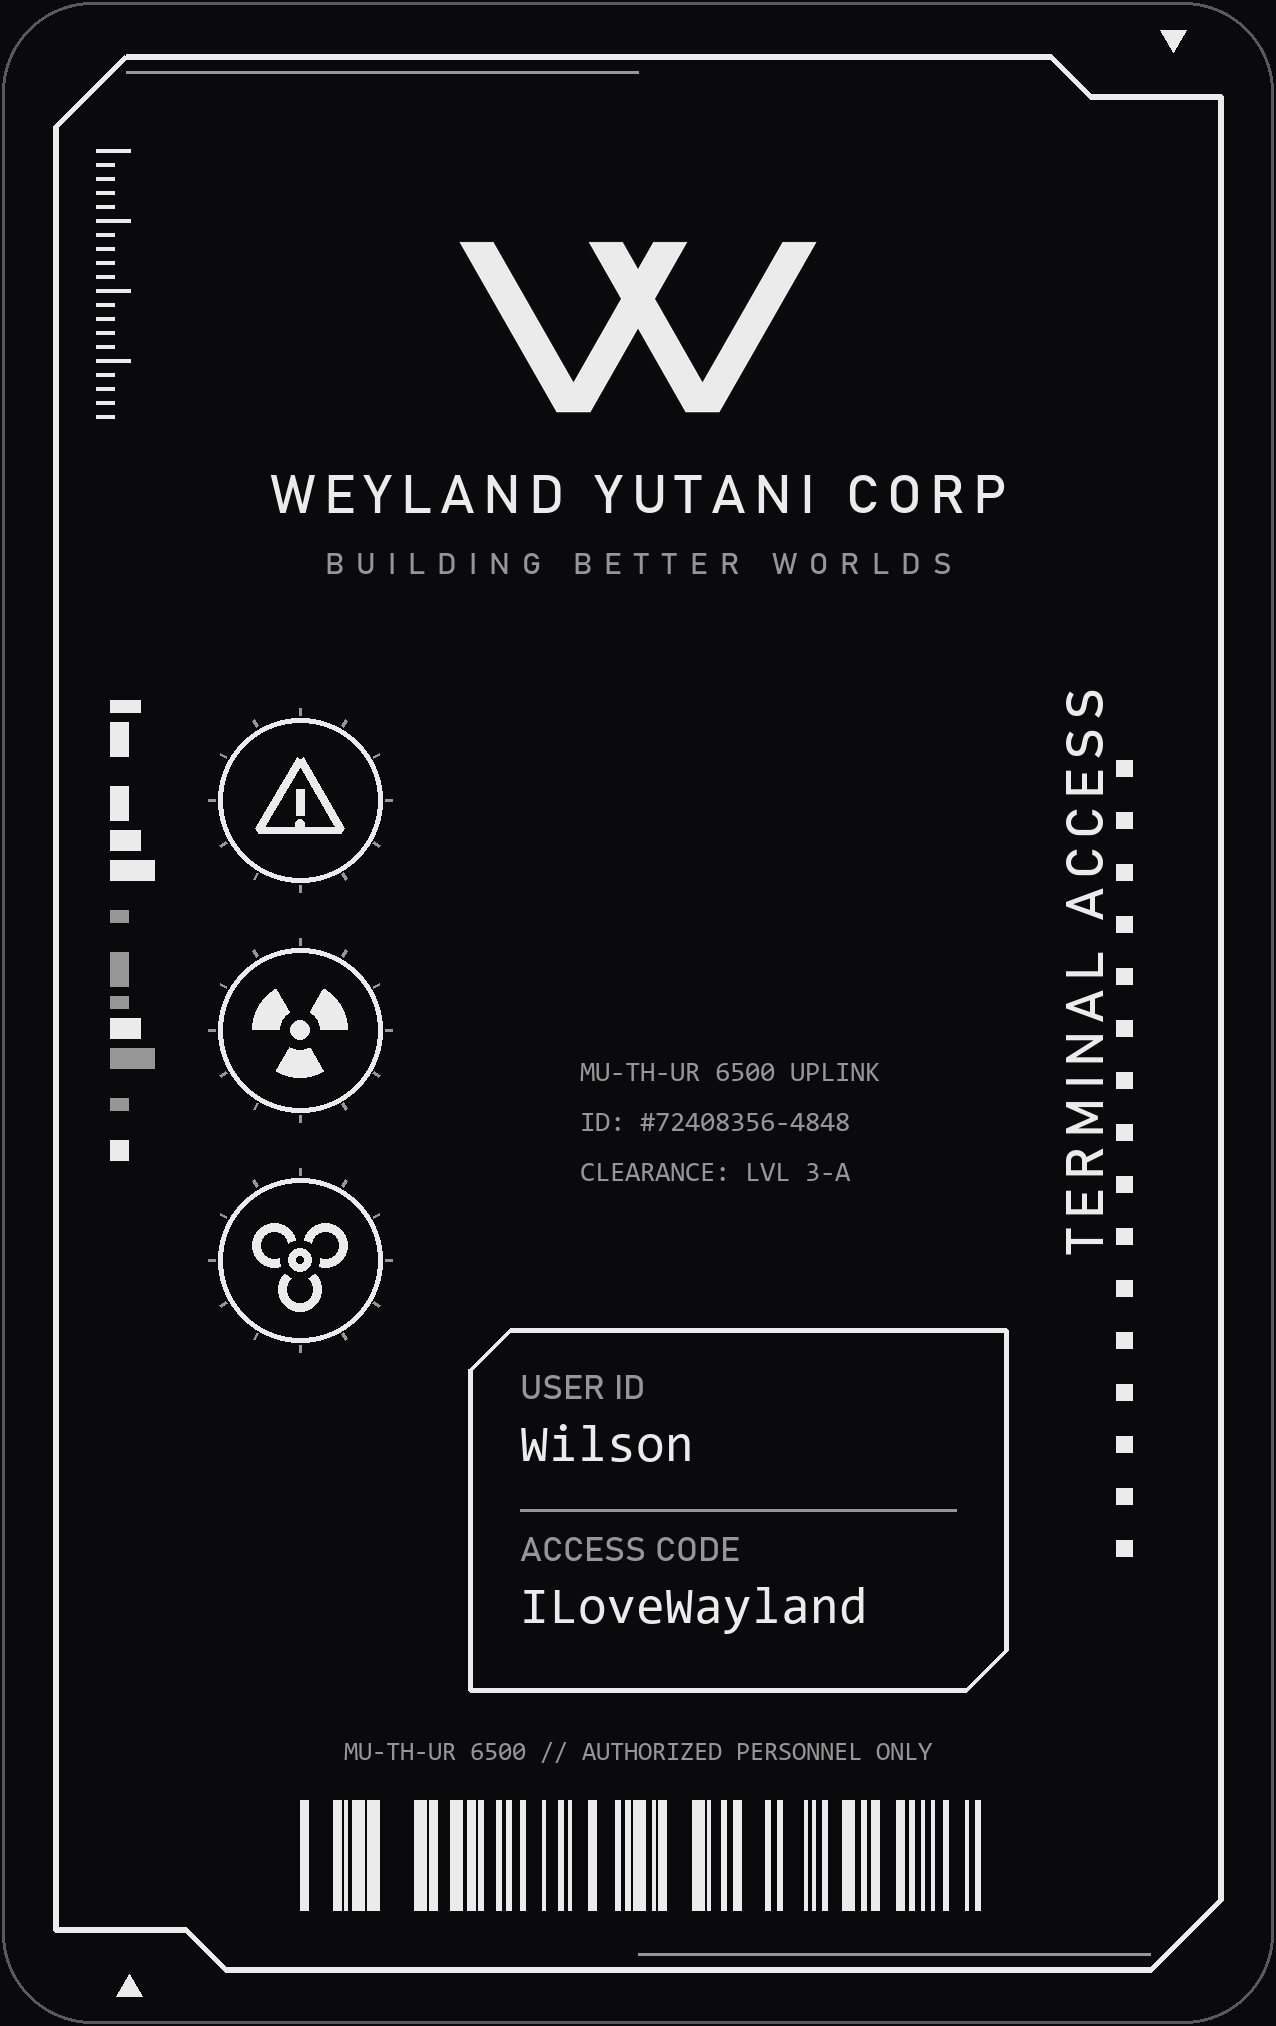 W
WEYLAND YUTANI CORP
BUILDING BETTER WORLDS
TERMINAL ACCESS
MU-TH-UR 6500 UPLINK
ID: #72408356-4848
CLEARANCE: LVL 3-A
USER ID
Wilson
ACCESS CODE
ILoveWayland
MU-TH-UR 6500 // AUTHORIZED PERSONNEL ONLY